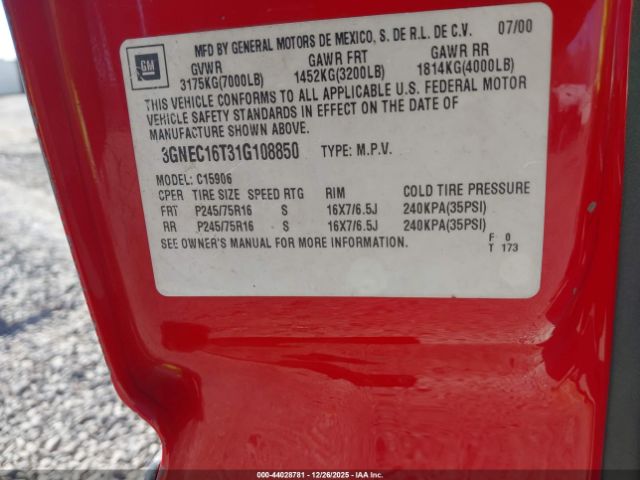 GM
MFD BY GENERAL MOTORS DE MEXICO, S. DE R.L. DE C.V. 07/00
GVWR GAWR FRT GAWR RR
3175KG(7000LB) 1452KG(3200LB) 1814KG(4000LB)
THIS VEHICLE CONFORMS TO ALL APPLICABLE U.S. FEDERAL MOTOR
VEHICLE SAFETY STANDARDS IN EFFECT ON THE DATE OF
MANUFACTURE SHOWN ABOVE.
3GNEC16T31G108850 TYPE: M.P.V.
MODEL: C15906
CPER TIRE SIZE SPEED RTG RIM COLD TIRE PRESSURE
FRT P245/75R16 S 16X7/6.5J 240KPA(35PSI)
RR P245/75R16 S 16X7/6.5J 240KPA(35PSI)
SEE OWNER'S MANUAL FOR MORE INFORMATION.
F 0
T 173
000-44028781 - 12/26/2025 - IAA Inc.